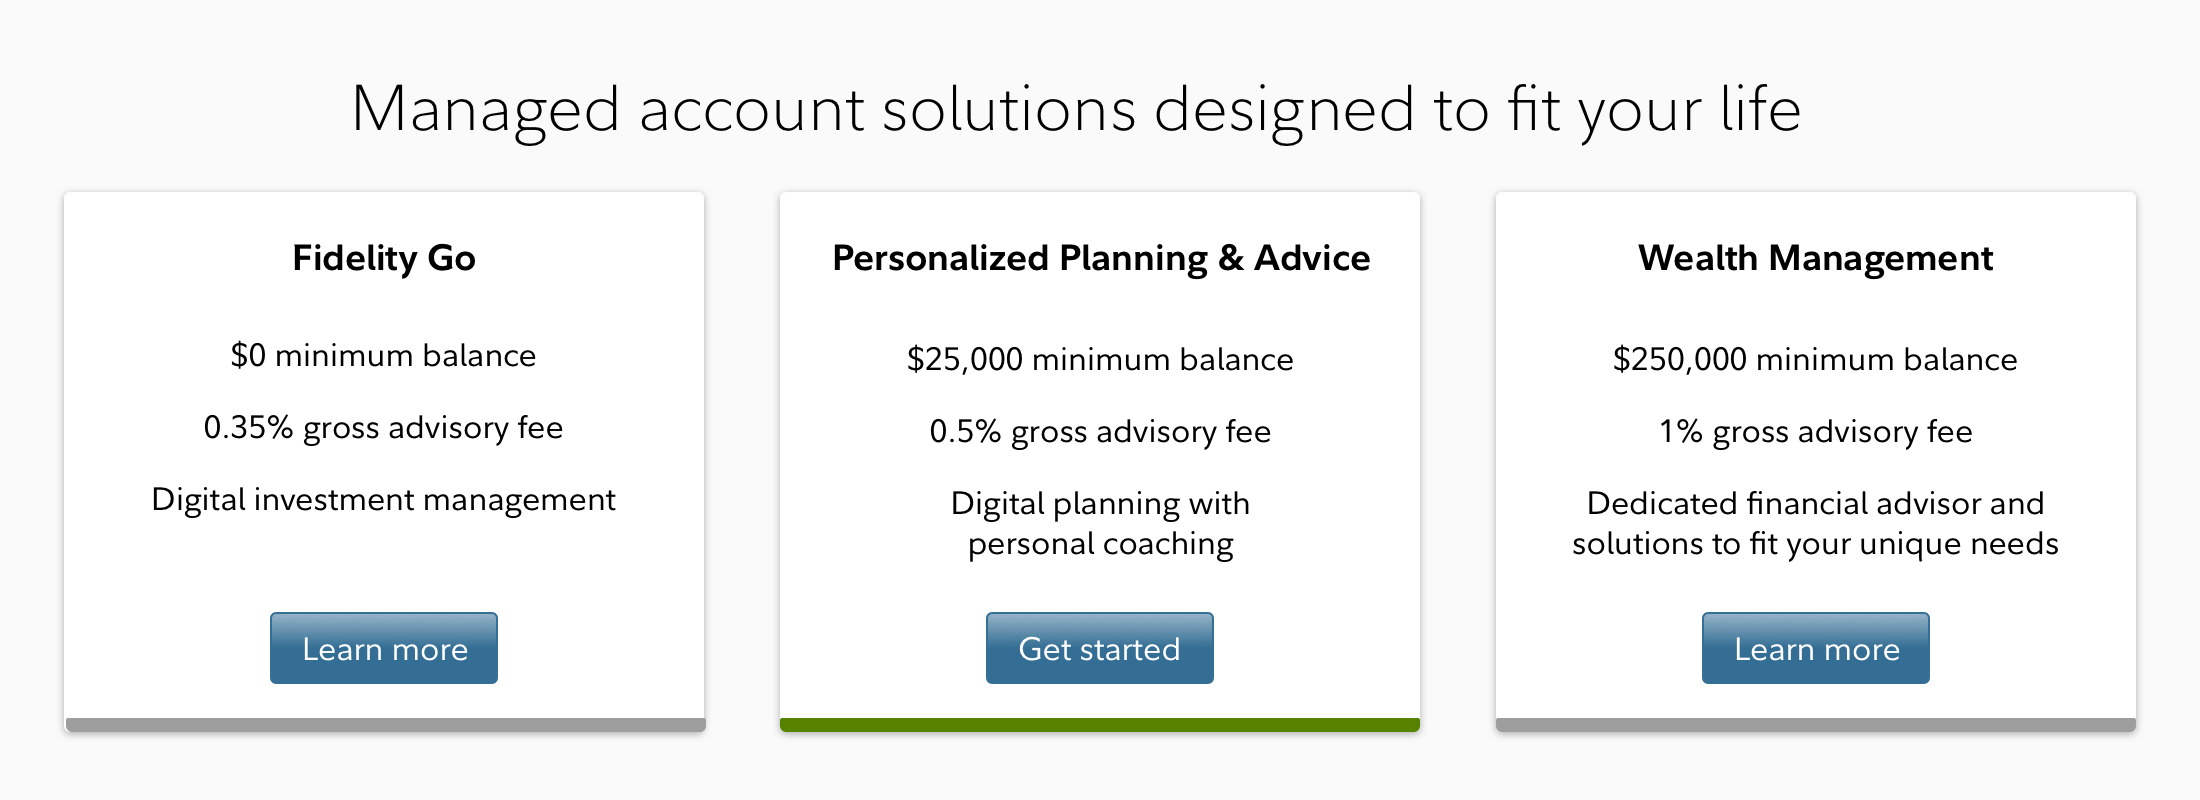 Managed account solutions designed to fit your life
Fidelity Go
$0 minimum balance
0.35% gross advisory fee
Digital investment management
Learn more
Personalized Planning & Advice
$25,000 minimum balance
0.5% gross advisory fee
Digital planning with
personal coaching
Get started
Wealth Management
$250,000 minimum balance
1% gross advisory fee
Dedicated financial advisor and
solutions to fit your unique needs
Learn more